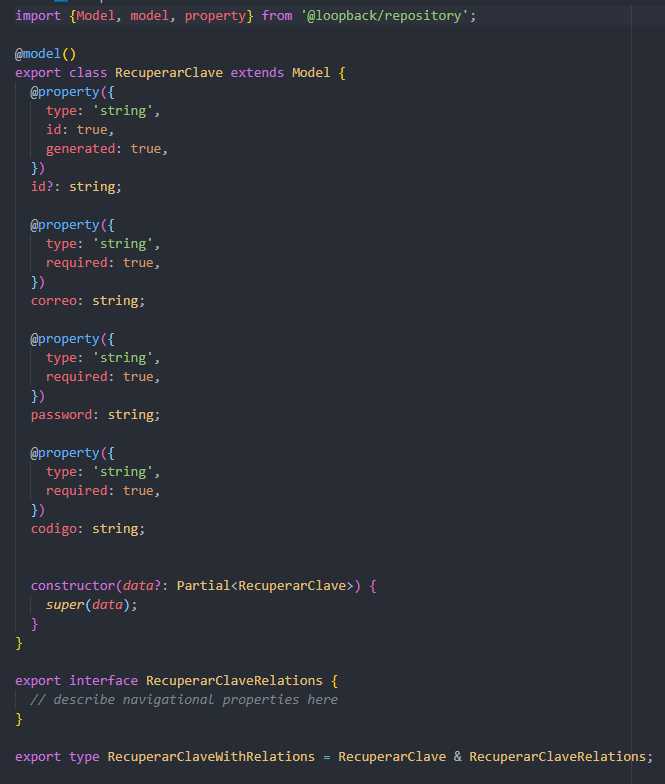 import {Model, model, property} from '@loopback/repository';
@model()
export class RecuperarClave extends Model {
@property({
type: 'string',
id: true,
generated: true,
})
id?: string;
@property({
type: 'string',
required: true,
})
correo: string;
@property({
type: 'string',
required: true,
})
password: string;
@property({
type: 'string',
required: true,
})
codigo: string;
constructor(data?: Partial<RecuperarClave>) {
super(data);
}
}
export interface RecuperarClaveRelations {
// describe navigational properties here
}
export type RecuperarClaveWithRelations = RecuperarClave & RecuperarClaveRelations;